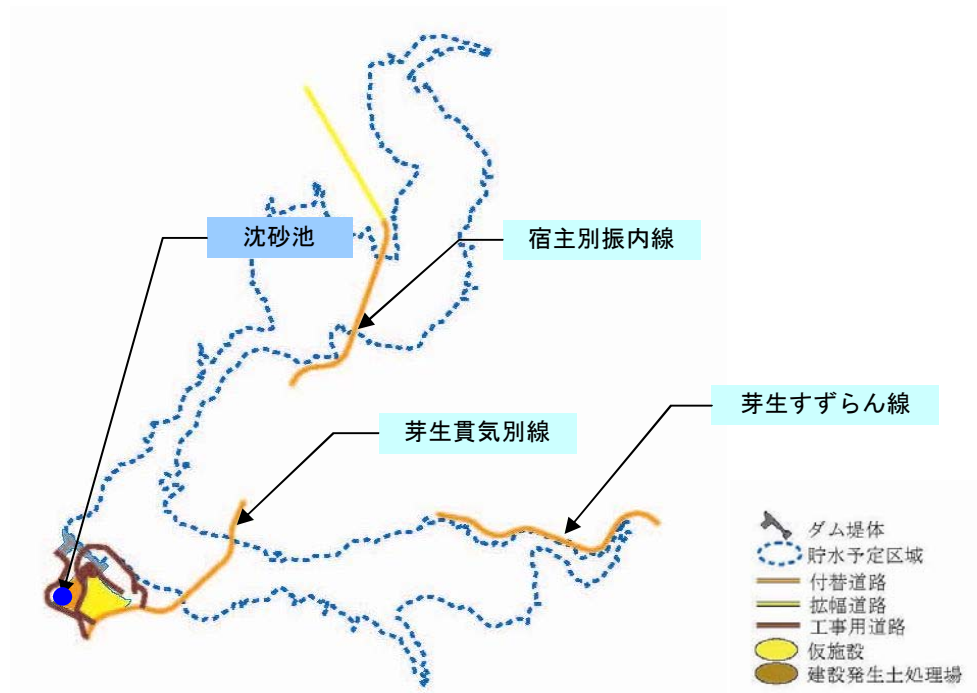 沈砂池
宿主別振内線
芽生すずらん線
芽生貫気別線
ダム堤体
貯水予定区域
付替道路
拡幅道路
工事用道路
仮施設
建設発生土処理場